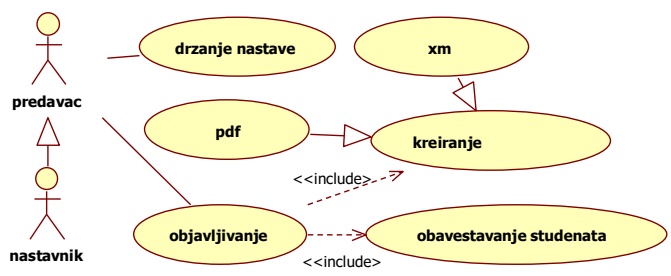 drzanje nastave
xm
predavac
pdf
kreiranje
<<include>
objavljivanje
obavestavanje studenata
nastavnik
<<include>